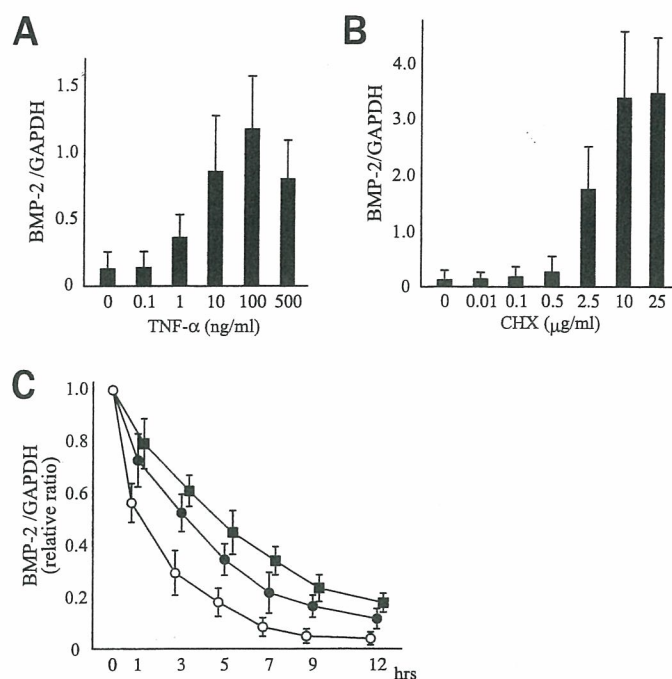 A
BMP-2 /GAPDH
1.5
1.0
0.5
0
0 0.1 1 10 100 500
TNF-α (ng/ml)
B
BMP-2/GAPDH
4.0
3.0
2.0
1.0
0
0 0.01 0.1 0.5 2.5 10 25
CHX (μg/ml)
C
BMP-2 /GAPDH
(relative ratio)
1.0
0.8
0.6
0.4
0.2
0
0 1 3 5 7 9 12 hrs